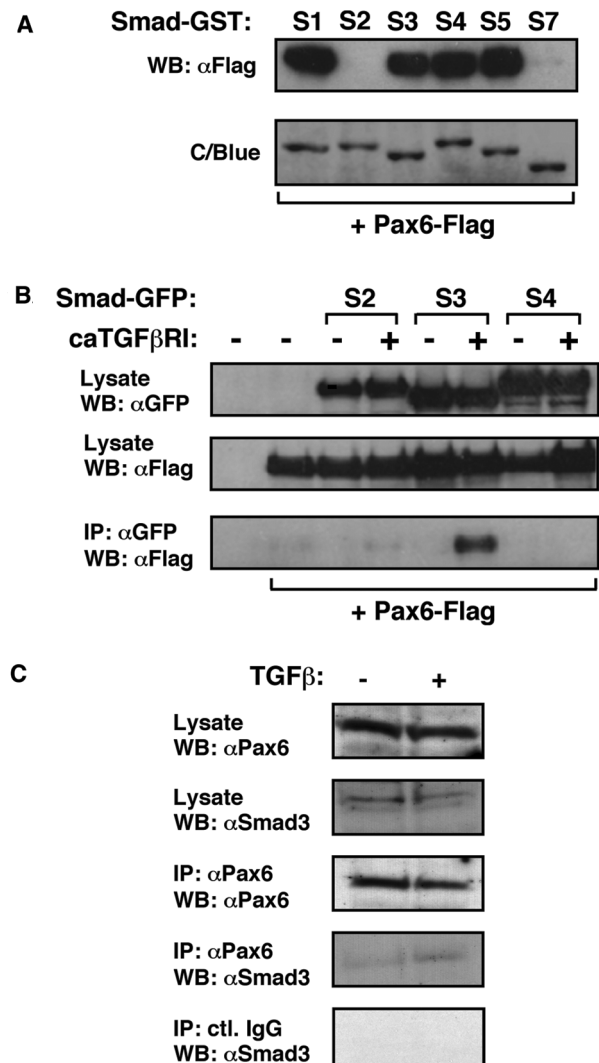 A
Smad-GST: S1 S2 S3 S4 S5 S7
WB: αFlag
C/Blue
+ Pax6-Flag
B.
Smad-GFP: S2 S3 S4
caTGFβRI: - - - + - + - +
Lysate
WB: αGFP
Lysate
WB: αFlag
IP: αGFP
WB: αFlag
+ Pax6-Flag
C
TGFβ: - +
Lysate
WB: αPax6
Lysate
WB: αSmad3
IP: αPax6
WB: αPax6
IP: αPax6
WB: αSmad3
IP: ctl. IgG
WB: αSmad3